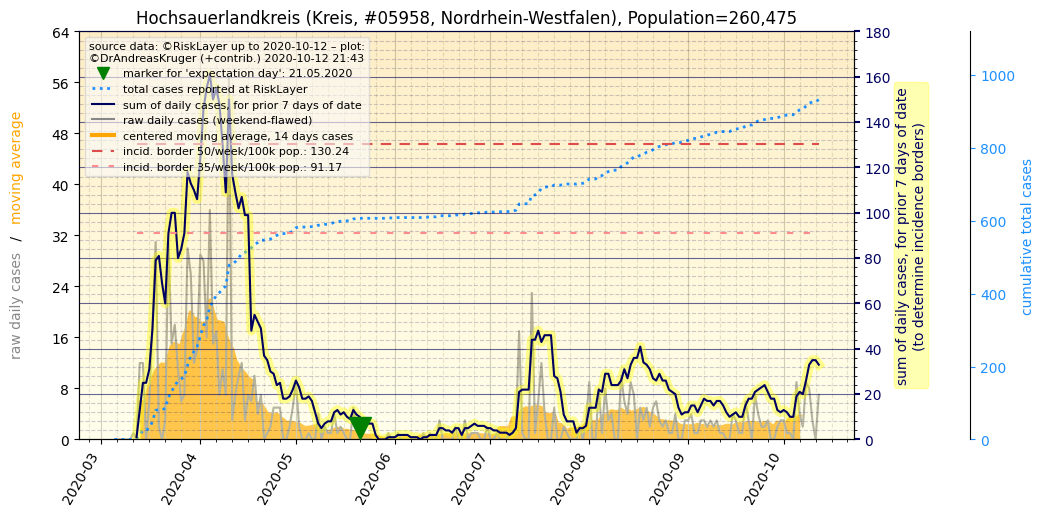 Hochsauerlandkreis (Kreis, #05958, Nordrhein-Westfalen), Population=260,475
source data: ©RiskLayer up to 2020-10-12 – plot:
©DrAndreasKruger (+contrib.) 2020-10-12 21:43
marker for 'expectation day': 21.05.2020
total cases reported at RiskLayer
sum of daily cases, for prior 7 days of date
raw daily cases (weekend-flawed)
centered moving average, 14 days cases
incid. border 50/week/100k pop.: 130.24
incid. border 35/week/100k pop.: 91.17
raw daily cases / moving average
64
56
48
40
32
24
16
8
0
2020-03
2020-04
2020-05
2020-06
2020-07
2020-08
2020-09
2020-10
180
160
140
120
100
80
60
40
20
0
sum of daily cases, for prior 7 days of date
(to determine incidence borders)
1000
800
600
400
200
0
cumulative total cases